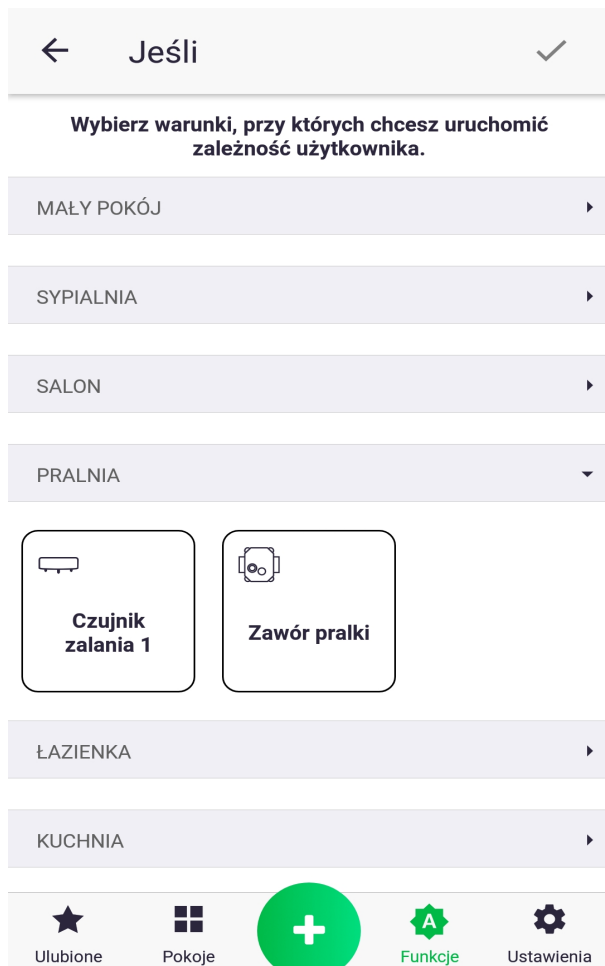 Jeśli
Wybierz warunki, przy których chcesz uruchomić
zależność użytkownika.
MAŁY POKÓJ
SYPIALNIA
SALON
PRALNIA
Czujnik
zalania 1
Zawór pralki
ŁAZIENKA
KUCHNIA
A
Ulubione
Pokoje
Funkcje
Ustawienia